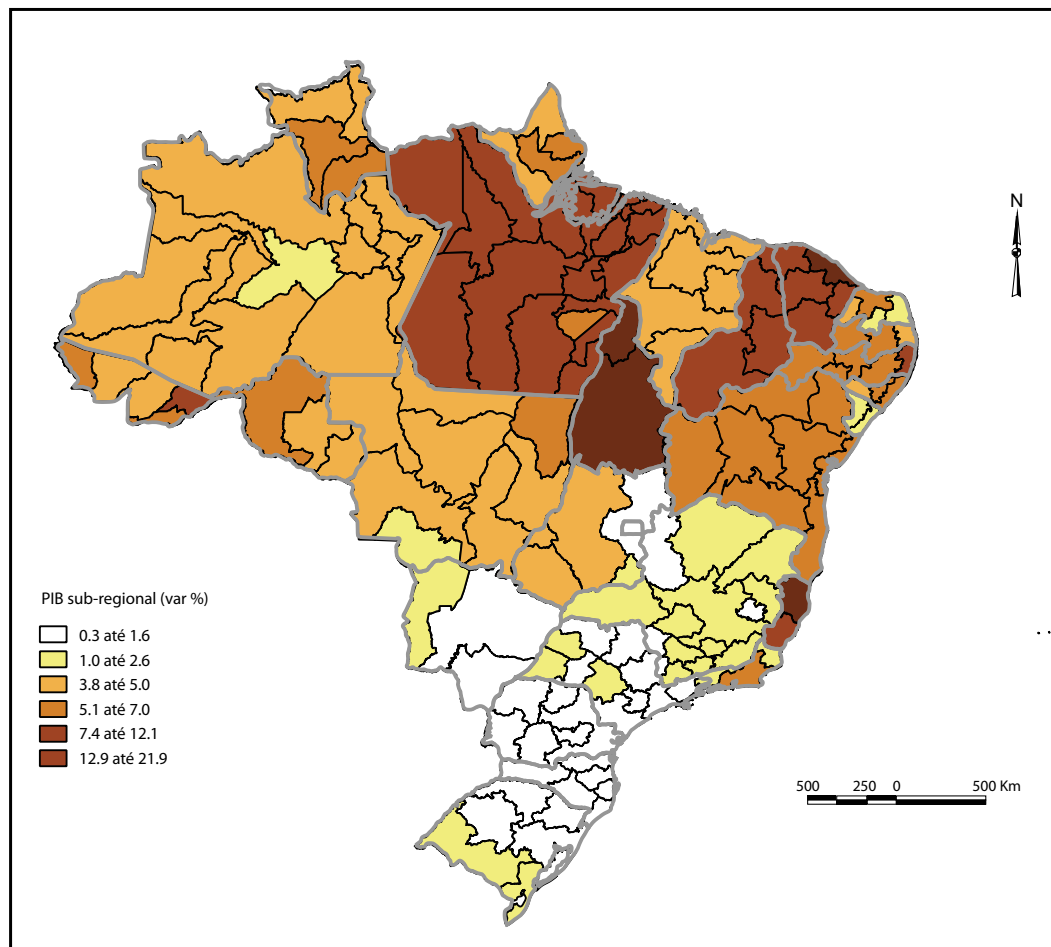 N
PIB sub-regional (var %)
0.3 até 1.6
1.0 até 2.6
3.8 até 5.0
5.1 até 7.0
7.4 até 12.1
12.9 até 21.9
500 250 0 500 Km